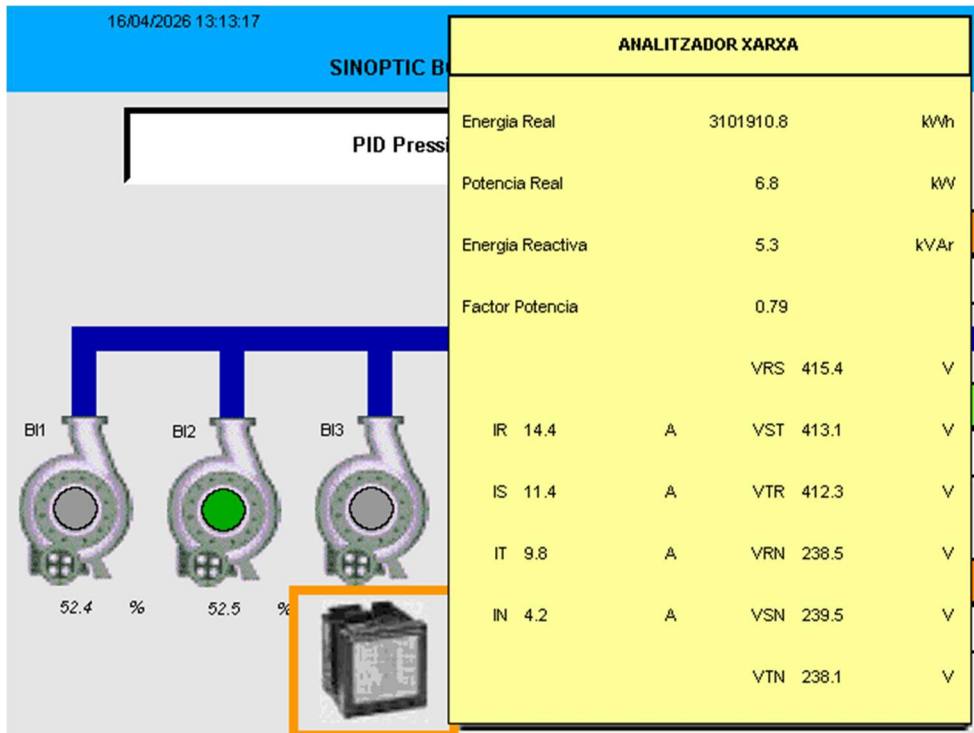 16/04/2026 13:13:17
SINOPTIC B
PID Pressi
BI1
BI2
BI3
52.4 %
52.5 %
ANALITZADOR XARXA
Energia Real 3101910.8 kWh
Potencia Real 6.8 kW
Energia Reactiva 5.3 kVAr
Factor Potencia 0.79
VRS 415.4 V
IR 14.4 A VST 413.1 V
IS 11.4 A VTR 412.3 V
IT 9.8 A VRN 238.5 V
IN 4.2 A VSN 239.5 V
VTN 238.1 V